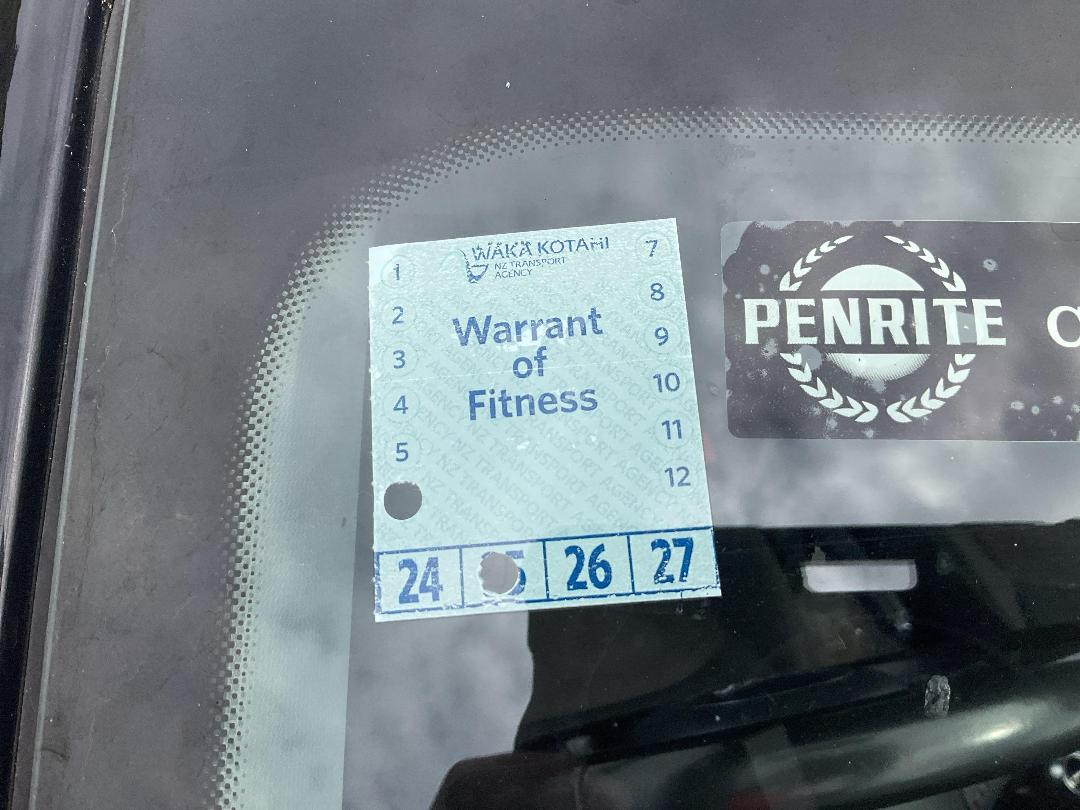 WAKA KOTAHI
NZ TRANSPORT
AGENCY
Warrant
of
Fitness
1
2
3
4
5
7
8
9
10
11
12
24 26 27
PENRITE